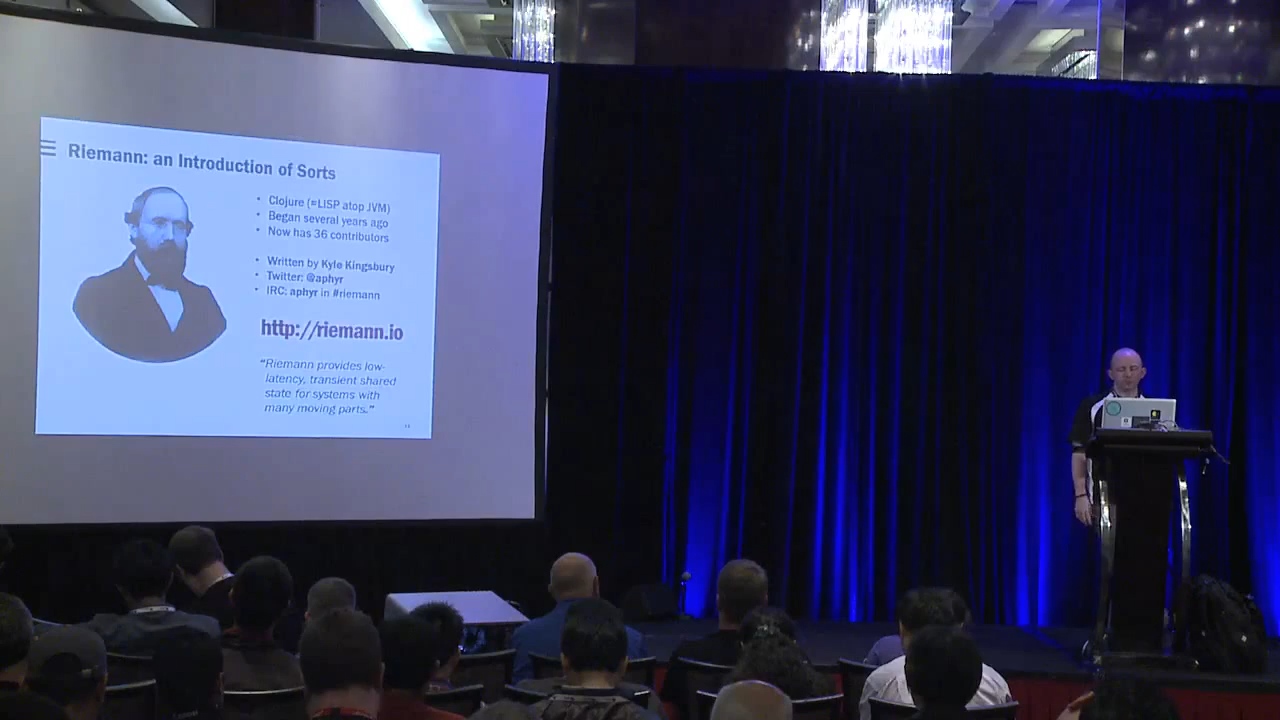 Riemann: an Introduction of Sorts
• Clojure (=LISP atop JVM)
• Began several years ago
• Now has 36 contributors
• Written by Kyle Kingsbury
• Twitter: @aphyr
• IRC: aphyr in #riemann
http://riemann.io
"Riemann provides low-
latency, transient shared
state for systems with
many moving parts."